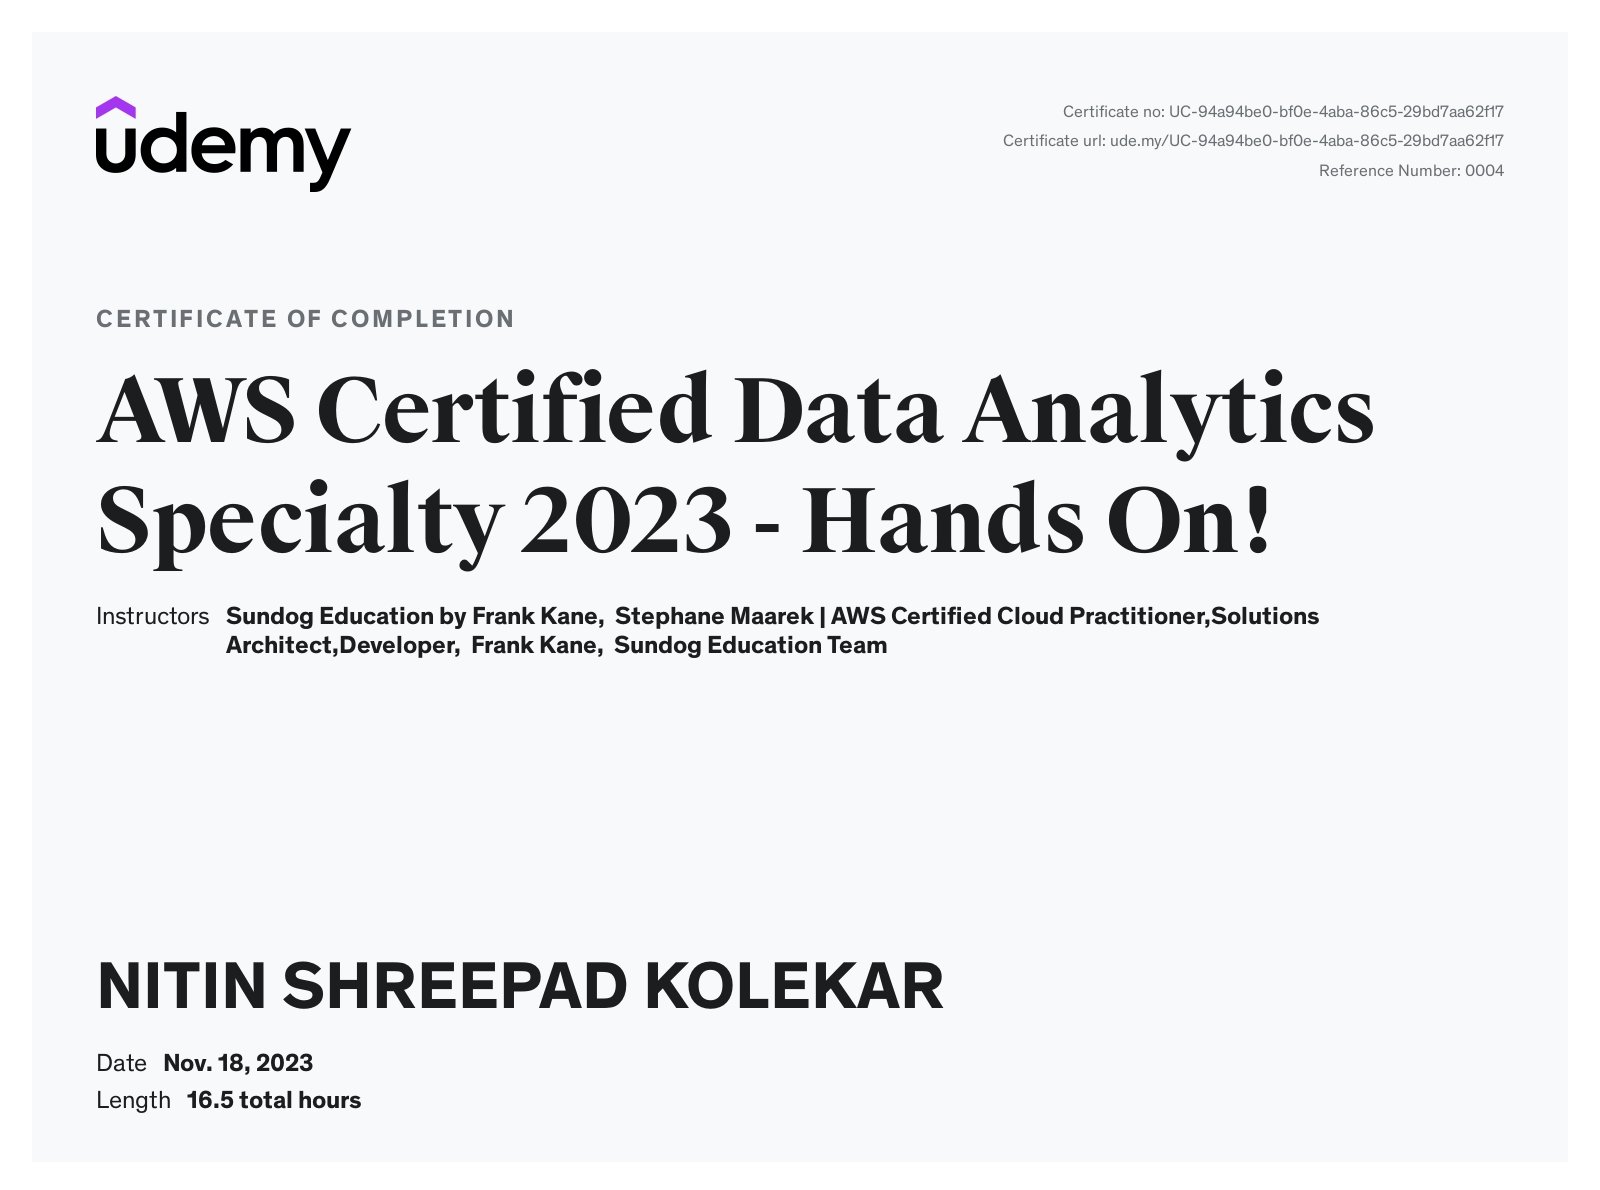 udemy
Certificate no: UC-94a94be0-bf0e-4aba-86c5-29bd7aa62f17
Certificate url: ude.my/UC-94a94be0-bf0e-4aba-86c5-29bd7aa62f17
Reference Number: 0004
CERTIFICATE OF COMPLETION
AWS Certified Data Analytics
Specialty 2023 - Hands On!
Instructors Sundog Education by Frank Kane, Stephane Maarek | AWS Certified Cloud Practitioner,Solutions
Architect,Developer, Frank Kane, Sundog Education Team
NITIN SHREEPAD KOLEKAR
Date Nov. 18, 2023
Length 16.5 total hours